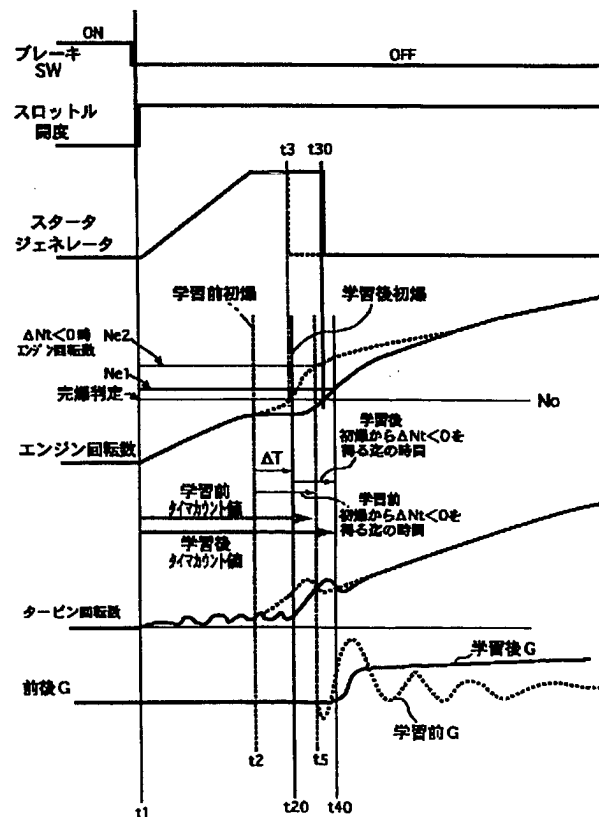 ON
ブレーキ
SW
OFF
スロットル
開度
t3
t30
スタータ
ジェネレータ
学習前初爆
学習後初爆
ΔNt<0時
エンジン回転数
Ne2
Ne1
完爆判定
No
エンジン回転数
学習後
初爆からΔNt<0を
得る迄の時間
ΔT
学習前
タイマカウント値
学習前
初爆からΔNt<0を
得る迄の時間
学習後
タイマカウント値
タービン回転数
学習後G
前後G
学習前G
t2
t5
t1
t20
t40